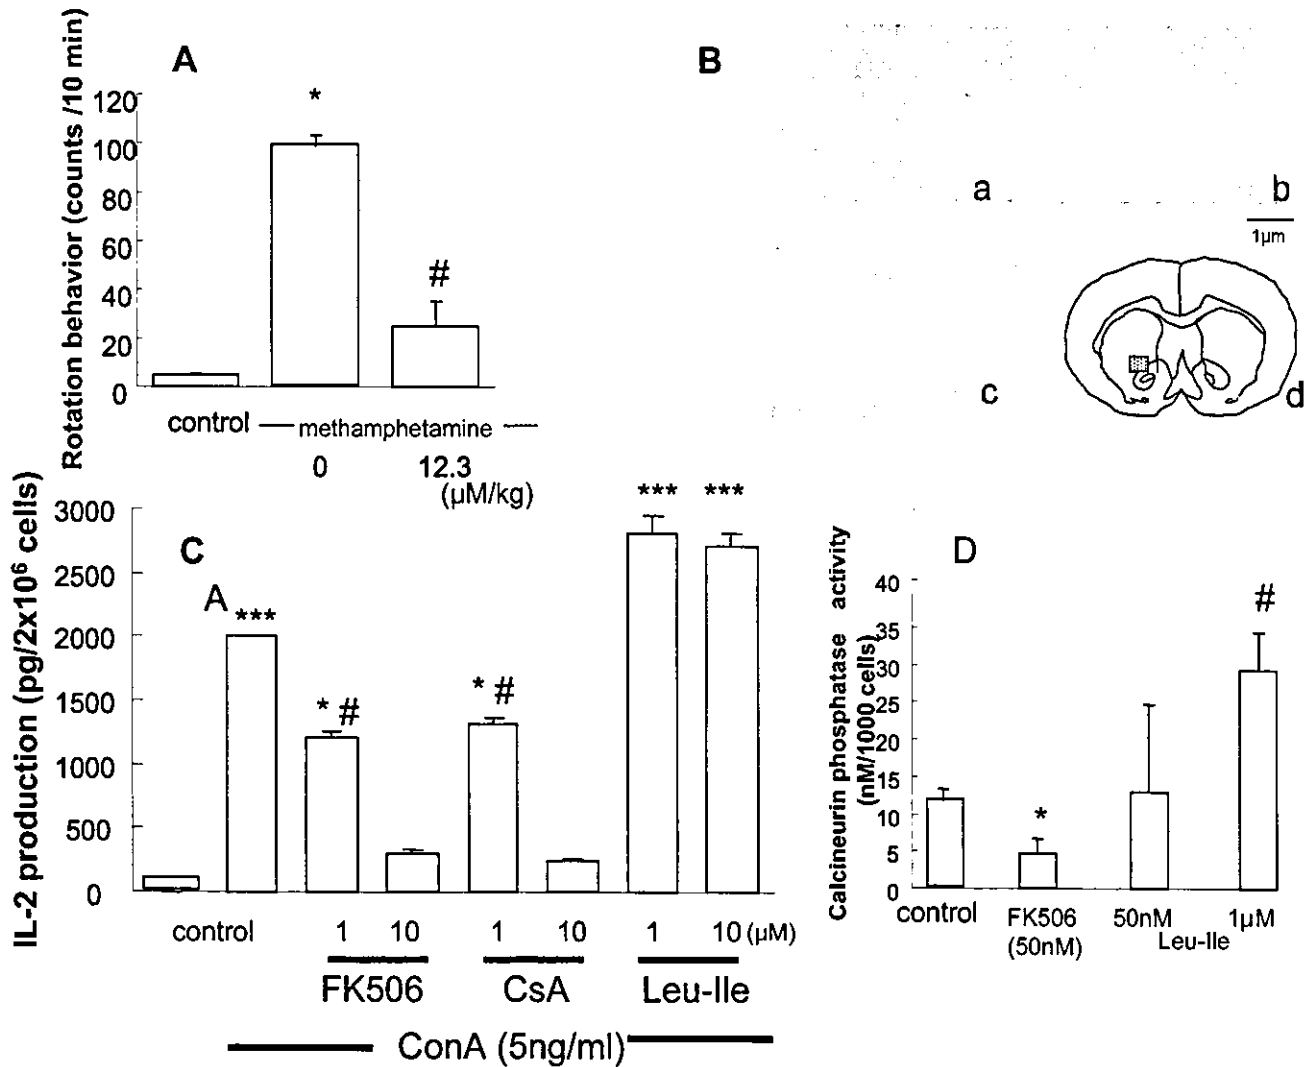 A
Rotation behavior (counts /10 min)
120
100
80
60
40
20
0
*
#
control
methamphetamine
0
12.3
(µM/kg)
B
a
b
1µm
c
d
C
A
IL-2 production (pg/2x10⁶ cells)
3000
2500
2000
1500
1000
500
0
***
* #
* #
***
***
control
1
10
1
10
1
10 (µM)
FK506
CsA
Leu-Ile
ConA (5ng/ml)
D
Calcineurin phosphatase activity
(nM/1000 cells)
40
35
30
25
20
15
10
5
0
*
#
control
FK506
(50nM)
50nM
1µM
Leu-Ile